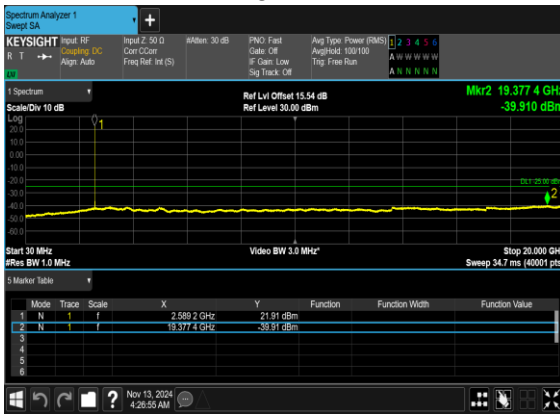 Spectrum Analyzer 1
Swept SA
KEYSIGHT Input: RF Input Z: 50 Ω #Atten: 30 dB PNO: Fast Avg Type: Power (RMS) 1 2 3 4 5 6
R T Coupling: DC Corr CCorr Gate: Off Avg|Hold: 100/100 A W W W W W
Align: Auto Freq Ref: Int (S) IF Gain: Low Trig: Free Run
Sig Track: Off A N N N N N
1 Spectrum Ref Lvl Offset 15.54 dB Mkr2 19.377 4 GHz
Scale/Div 10 dB Ref Level 30.00 dBm -39.910 dBm
Log
20.0
10.0
0.00
-10.0
-20.0
-30.0
-40.0
-50.0
-60.0
1
2
Start 30 MHz Video BW 3.0 MHz* Stop 20.000 GH
#Res BW 1.0 MHz Sweep 34.7 ms (40001 pts
5 Marker Table
Mode Trace Scale X Y Function Function Width Function Value
1 N 1 f 2.589 2 GHz 21.91 dBm
2 N 1 f 19.377 4 GHz -39.91 dBm
3
4
5
6
? Nov 13, 2024
4:26:55 AM